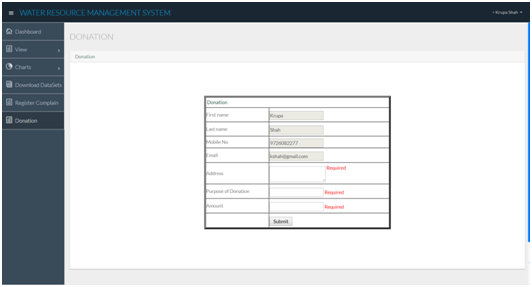 WATER RESOURCE MANAGEMENT SYSTEM
Krupa Shah
Dashboard
View
Charts
Download DataSets
Register Complain
Donation
DONATION
Donation
Donation
First name Krupa
Last name Shah
Mobile No 9726082277
Email kshah@gmail.com
Address Required
Purpose of Donation Required
Amount Required
Submit